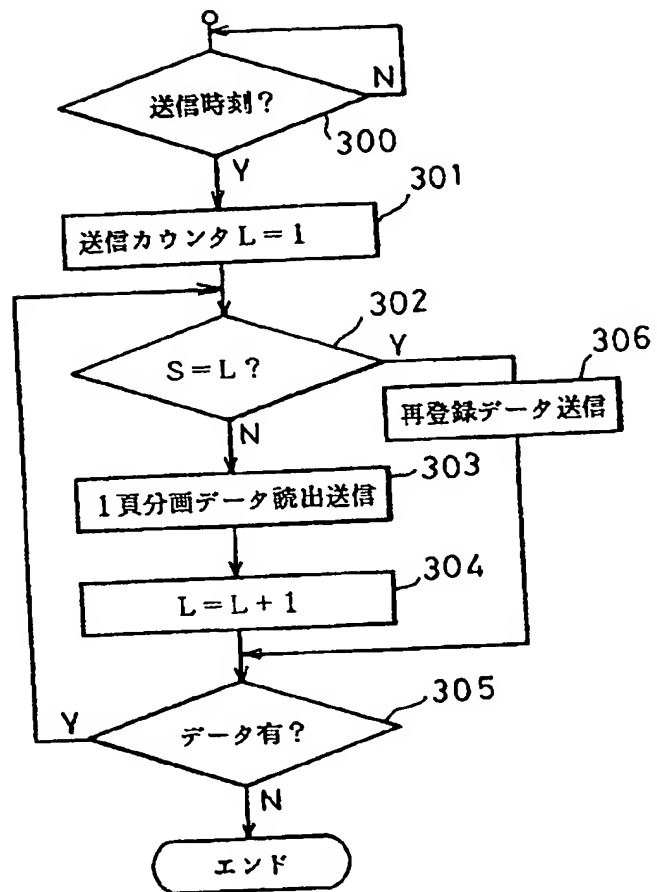 N
送信時刻？
300
Y
301
送信カウンタL＝1
302
S＝L？
Y
306
再登録データ送信
N
303
1頁分画データ読出送信
304
L＝L＋1
305
Y
データ有？
N
エンド